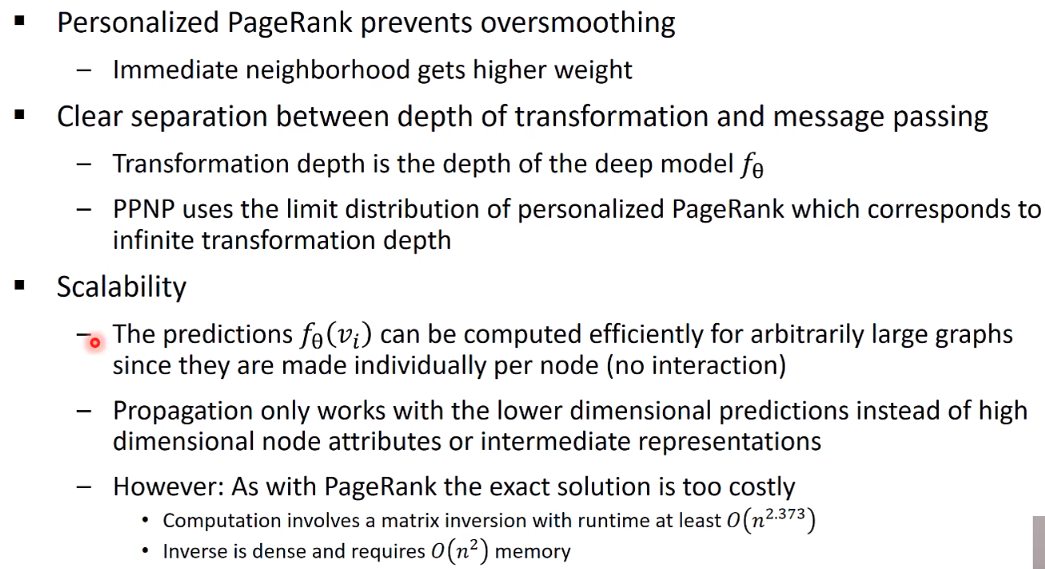 ▪ Personalized PageRank prevents oversmoothing
– Immediate neighborhood gets higher weight
▪ Clear separation between depth of transformation and message passing
– Transformation depth is the depth of the deep model f_θ
– PPNP uses the limit distribution of personalized PageRank which corresponds to
infinite transformation depth
▪ Scalability
– The predictions f_θ(v_i) can be computed efficiently for arbitrarily large graphs
since they are made individually per node (no interaction)
– Propagation only works with the lower dimensional predictions instead of high
dimensional node attributes or intermediate representations
– However: As with PageRank the exact solution is too costly
• Computation involves a matrix inversion with runtime at least O(n^2.373)
• Inverse is dense and requires O(n²) memory